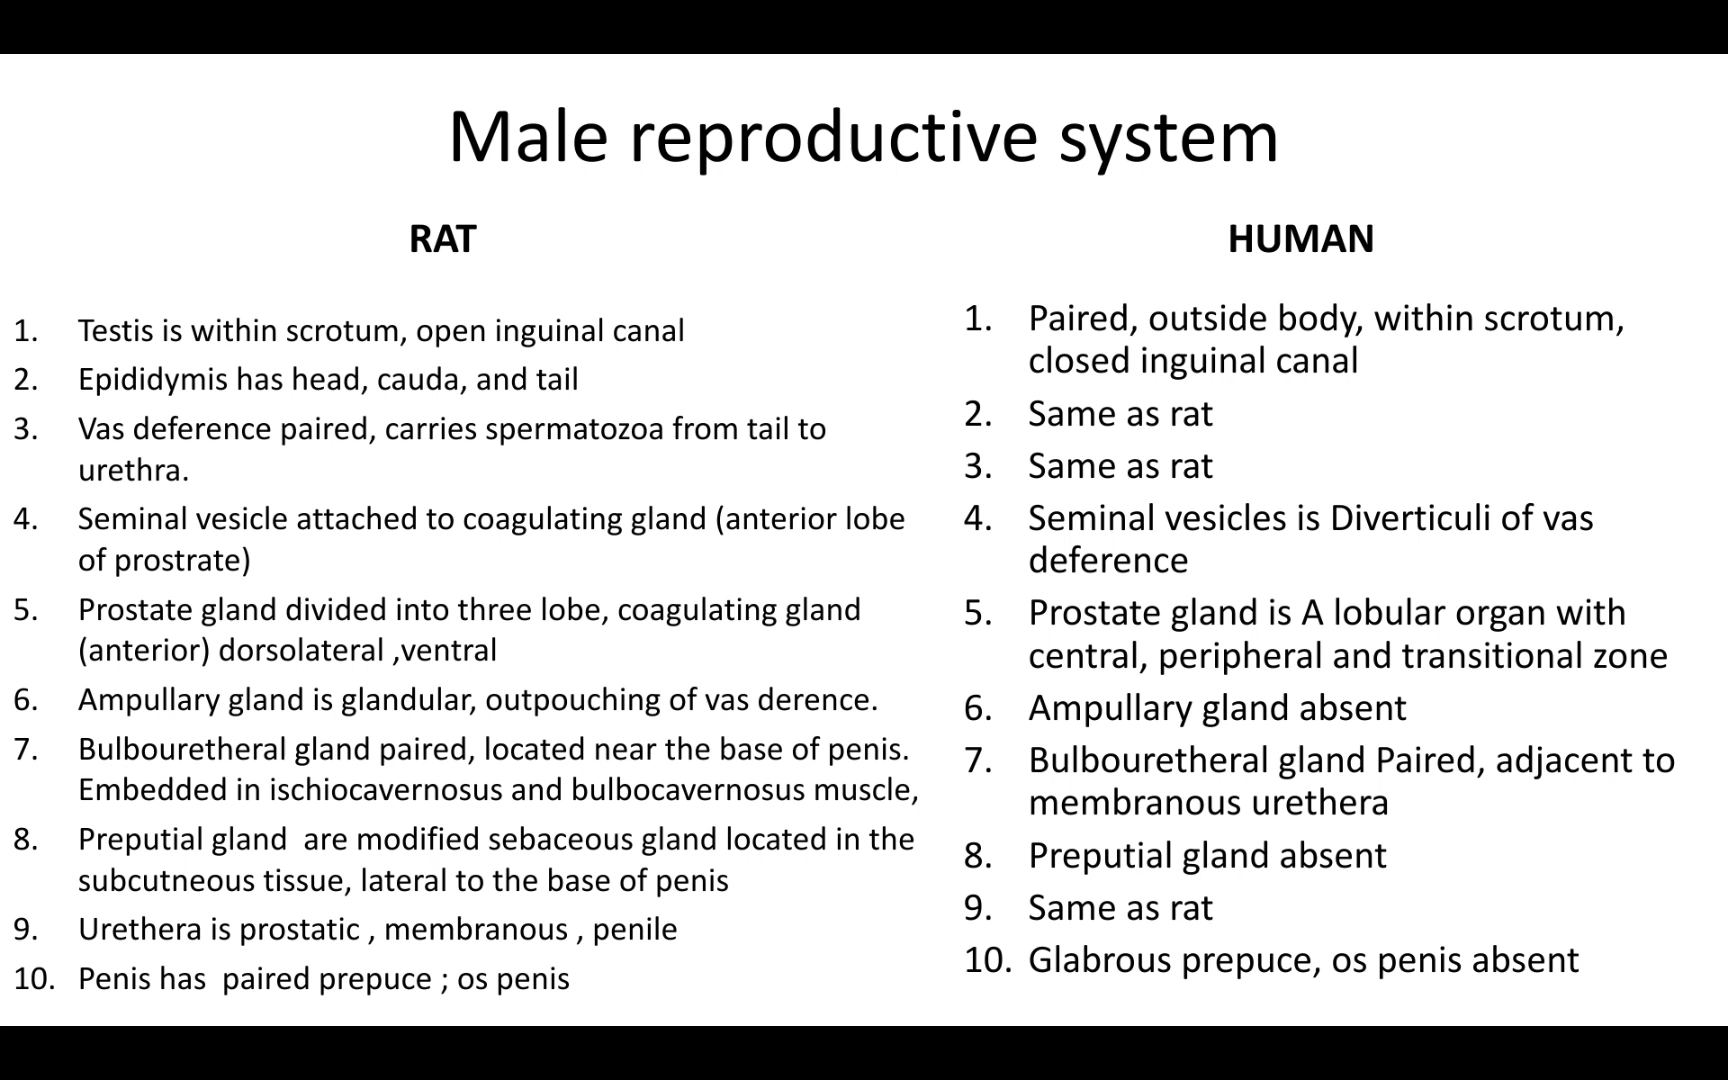 Male reproductive system
RAT
1. Testis is within scrotum, open inguinal canal
2. Epididymis has head, cauda, and tail
3. Vas deference paired, carries spermatozoa from tail to
urethra.
4. Seminal vesicle attached to coagulating gland (anterior lobe
of prostrate)
5. Prostate gland divided into three lobe, coagulating gland
(anterior) dorsolateral ,ventral
6. Ampullary gland is glandular, outpouching of vas derence.
7. Bulbouretheral gland paired, located near the base of penis.
Embedded in ischiocavernosus and bulbocavernosus muscle,
8. Preputial gland  are modified sebaceous gland located in the
subcutneous tissue, lateral to the base of penis
9. Urethera is prostatic , membranous , penile
10. Penis has  paired prepuce ; os penis
HUMAN
1. Paired, outside body, within scrotum,
closed inguinal canal
2. Same as rat
3. Same as rat
4. Seminal vesicles is Diverticuli of vas
deference
5. Prostate gland is A lobular organ with
central, peripheral and transitional zone
6. Ampullary gland absent
7. Bulbouretheral gland Paired, adjacent to
membranous urethera
8. Preputial gland absent
9. Same as rat
10. Glabrous prepuce, os penis absent